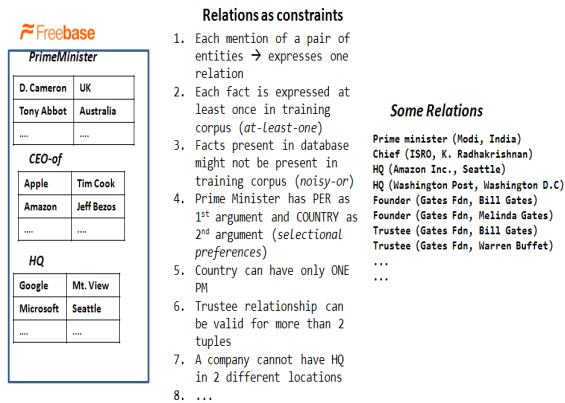 Freebase
PrimeMinister
D. Cameron UK
Tony Abbot Australia
.... ....
CEO-of
Apple Tim Cook
Amazon Jeff Bezos
.... ....
HQ
Google Mt. View
Microsoft Seattle
.... ....
Relations as constraints
1. Each mention of a pair of
entities → expresses one
relation
2. Each fact is expressed at
least once in training
corpus (at-least-one)
3. Facts present in database
might not be present in
training corpus (noisy-or)
4. Prime Minister has PER as
1st argument and COUNTRY as
2nd argument (selectional
preferences)
5. Country can have only ONE
PM
6. Trustee relationship can
be valid for more than 2
tuples
7. A company cannot have HQ
in 2 different locations
8. ...
Some Relations
Prime minister (Modi, India)
Chief (ISRO, K. Radhakrishnan)
HQ (Amazon Inc., Seattle)
HQ (Washington Post, Washington D.C)
Founder (Gates Fdn, Bill Gates)
Founder (Gates Fdn, Melinda Gates)
Trustee (Gates Fdn, Bill Gates)
Trustee (Gates Fdn, Warren Buffet)
...
...